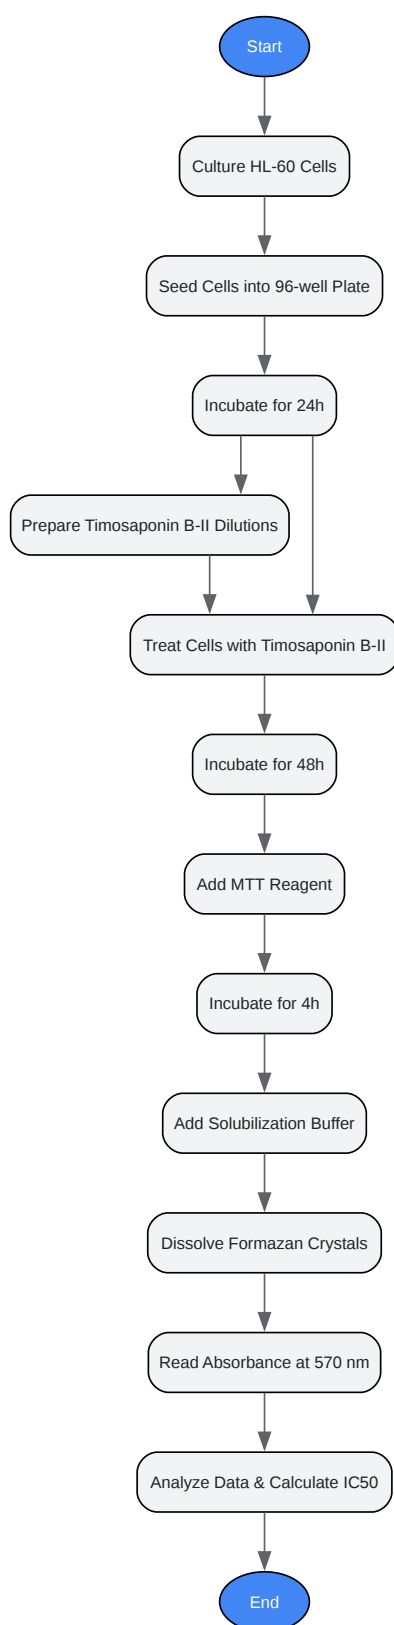 Start
Culture HL-60 Cells
Seed Cells into 96-well Plate
Incubate for 24h
Prepare Timosaponin B-II Dilutions
Treat Cells with Timosaponin B-II
Incubate for 48h
Add MTT Reagent
Incubate for 4h
Add Solubilization Buffer
Dissolve Formazan Crystals
Read Absorbance at 570 nm
Analyze Data & Calculate IC50
End